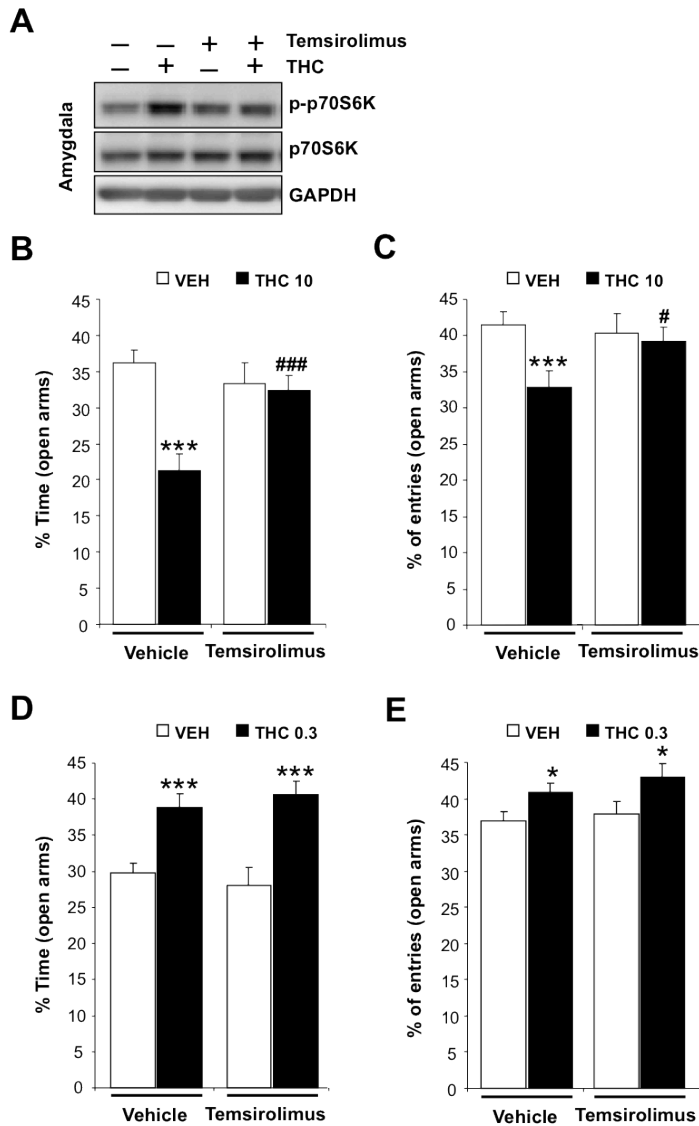 A
– – + + Temsirolimus
– + – + THC
Amygdala
p-p70S6K
p70S6K
GAPDH
B
VEH THC 10
% Time (open arms)
45
40
35
30
25
20
15
10
5
0
***
###
Vehicle Temsirolimus
C
VEH THC 10
% of entries (open arms)
45
40
35
30
25
20
15
10
5
0
***
#
Vehicle Temsirolimus
D
VEH THC 0.3
% Time (open arms)
45
40
35
30
25
20
15
10
5
0
***
***
Vehicle Temsirolimus
E
VEH THC 0.3
% of entries (open arms)
45
40
35
30
25
20
15
10
5
0
*
*
Vehicle Temsirolimus